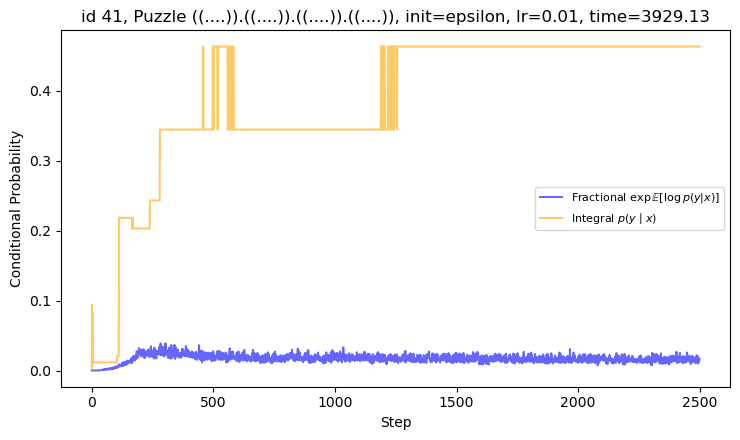 id 41, Puzzle ((....)).((....)).((....)).((....)), init=epsilon, lr=0.01, time=3929.13
Conditional Probability
0.4
0.3
0.2
0.1
0.0
Fractional exp𝔼[log p(y|x)]
Integral p(y | x)
0 500 1000 1500 2000 2500
Step